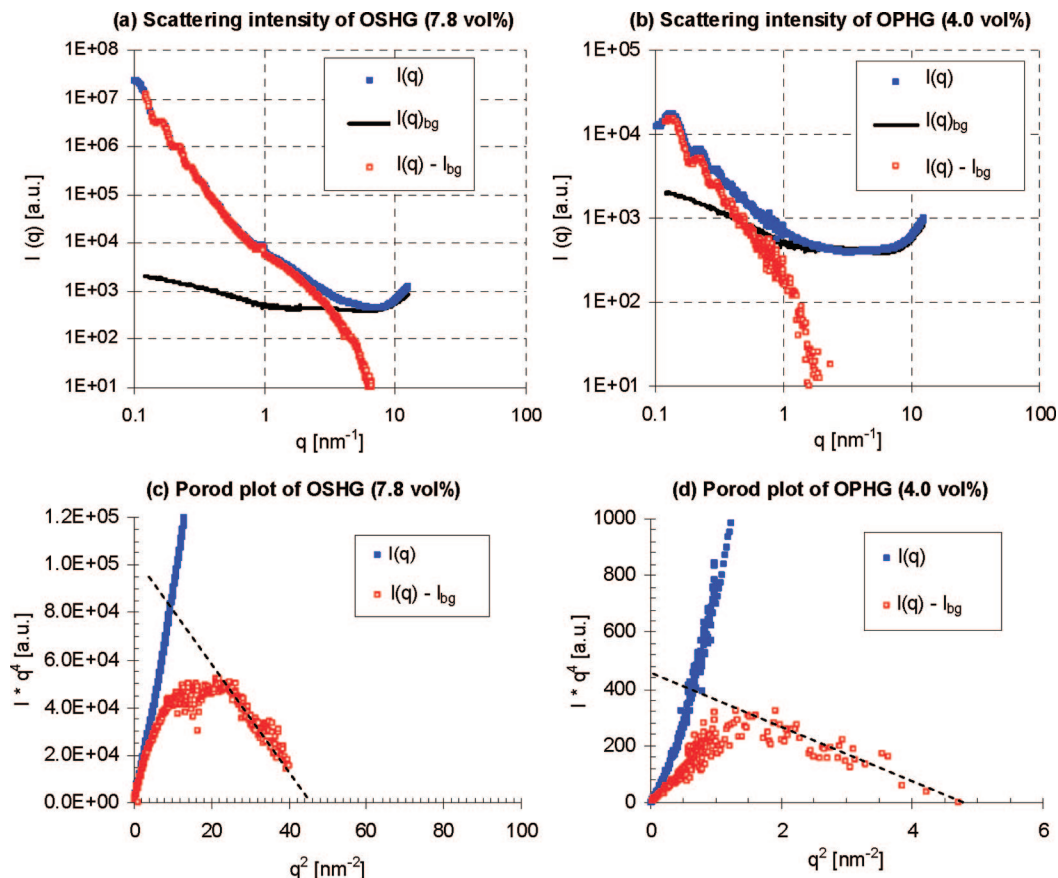 (a) Scattering intensity of OSHG (7.8 vol%)
1E+08
1E+07
1E+06
1E+05
1E+04
1E+03
1E+02
1E+01
I (q) [a.u.]
I(q)
I(q)bg
I(q) - Ibg
0.1
1
10
100
q [nm-1]
(b) Scattering intensity of OPHG (4.0 vol%)
1E+05
1E+04
1E+03
1E+02
1E+01
I (q) [a.u.]
I(q)
I(q)bg
I(q) - Ibg
0.1
1
10
100
q [nm-1]
(c) Porod plot of OSHG (7.8 vol%)
1.2E+05
1.0E+05
8.0E+04
6.0E+04
4.0E+04
2.0E+04
0.0E+00
I * q4 [a.u.]
I(q)
I(q) - Ibg
0
20
40
60
80
100
q2 [nm-2]
(d) Porod plot of OPHG (4.0 vol%)
1000
800
600
400
200
0
I * q4 [a.u.]
I(q)
I(q) - Ibg
0
2
4
6
q2 [nm-2]